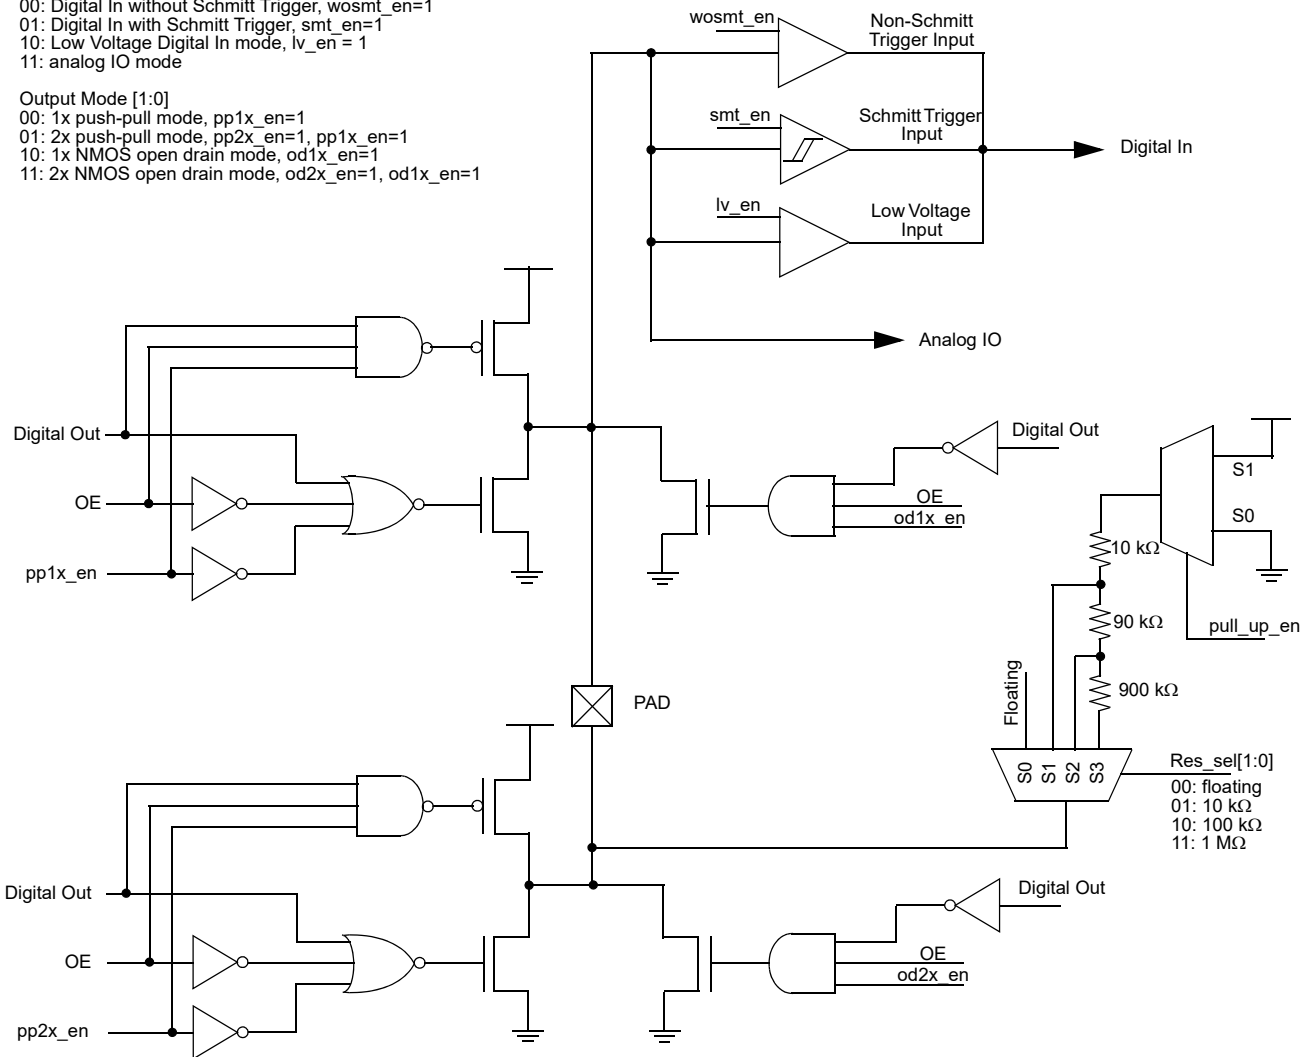 00: Digital In without Schmitt Trigger, wosmt_en=1
01: Digital In with Schmitt Trigger, smt_en=1
10: Low Voltage Digital In mode, lv_en = 1
11: analog IO mode
Output Mode [1:0]
00: 1x push-pull mode, pp1x_en=1
01: 2x push-pull mode, pp2x_en=1, pp1x_en=1
10: 1x NMOS open drain mode, od1x_en=1
11: 2x NMOS open drain mode, od2x_en=1, od1x_en=1
wosmt_en
Non-Schmitt
Trigger Input
smt_en
Schmitt Trigger
Input
Digital In
lv_en
Low Voltage
Input
Analog IO
Digital Out
OE
pp1x_en
Digital Out
OE
od1x_en
S1
S0
10 kΩ
90 kΩ
pull_up_en
900 kΩ
Floating
PAD
S0
S1
S2
S3
Res_sel[1:0]
00: floating
01: 10 kΩ
10: 100 kΩ
11: 1 MΩ
Digital Out
OE
pp2x_en
Digital Out
OE
od2x_en